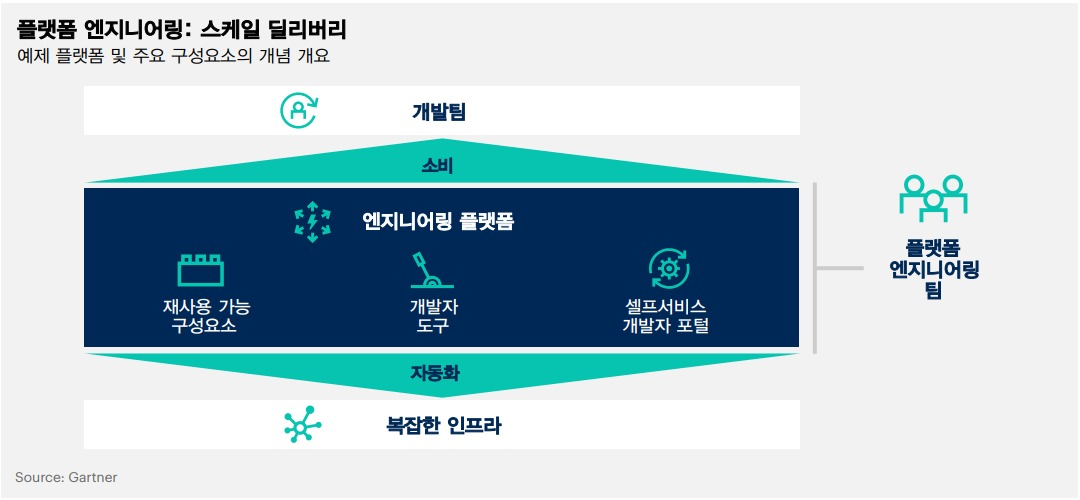 플랫폼 엔지니어링: 스케일 딜리버리
예제 플랫폼 및 주요 구성요소의 개념 개요
개발팀
소비
엔지니어링 플랫폼
재사용 가능
구성요소
개발자
도구
셀프서비스
개발자 포털
플랫폼
엔지니어링
팀
자동화
복잡한 인프라
Source: Gartner